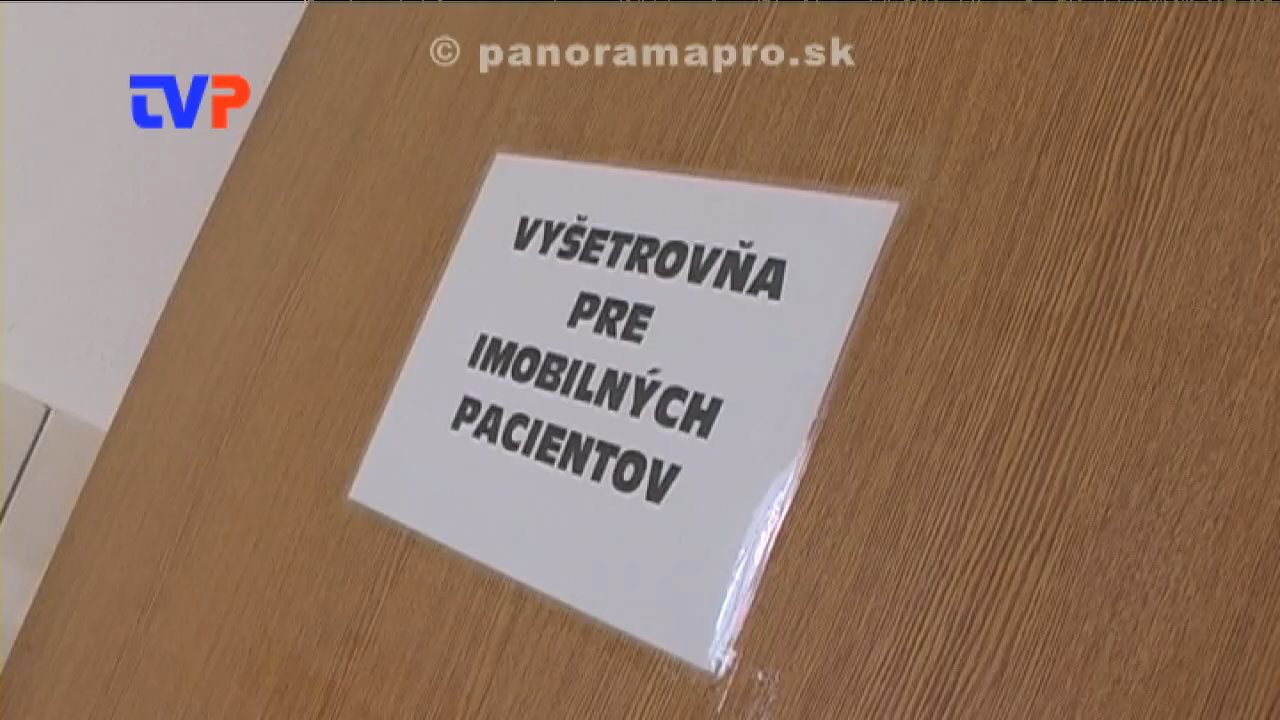 © panoramapro.sk
TVP
VYŠETROVŇA
PRE
IMOBILNÝCH
PACIENTOV